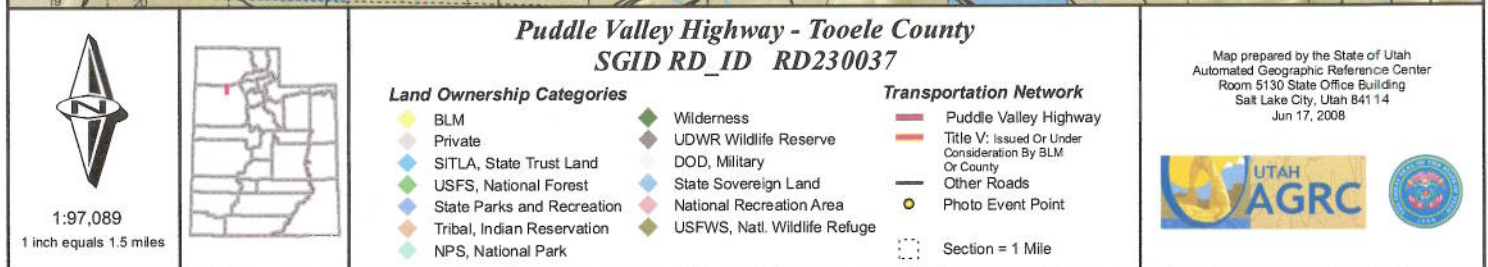 19
20
N
1:97,089
1 inch equals 1.5 miles
Puddle Valley Highway - Tooele County
SGID RD_ID RD230037
Land Ownership Categories
BLM
Private
SITLA, State Trust Land
USFS, National Forest
State Parks and Recreation
Tribal, Indian Reservation
NPS, National Park
Wilderness
UDWR Wildlife Reserve
DOD, Military
State Sovereign Land
National Recreation Area
USFWS, Natl. Wildlife Refuge
Transportation Network
Puddle Valley Highway
Title V: Issued Or Under
Consideration By BLM
Or County
Other Roads
Photo Event Point
Section = 1 Mile
Map prepared by the State of Utah
Automated Geographic Reference Center
Room 5130 State Office Building
Salt Lake City, Utah 84114
Jun 17, 2008
UTAH
AGRC